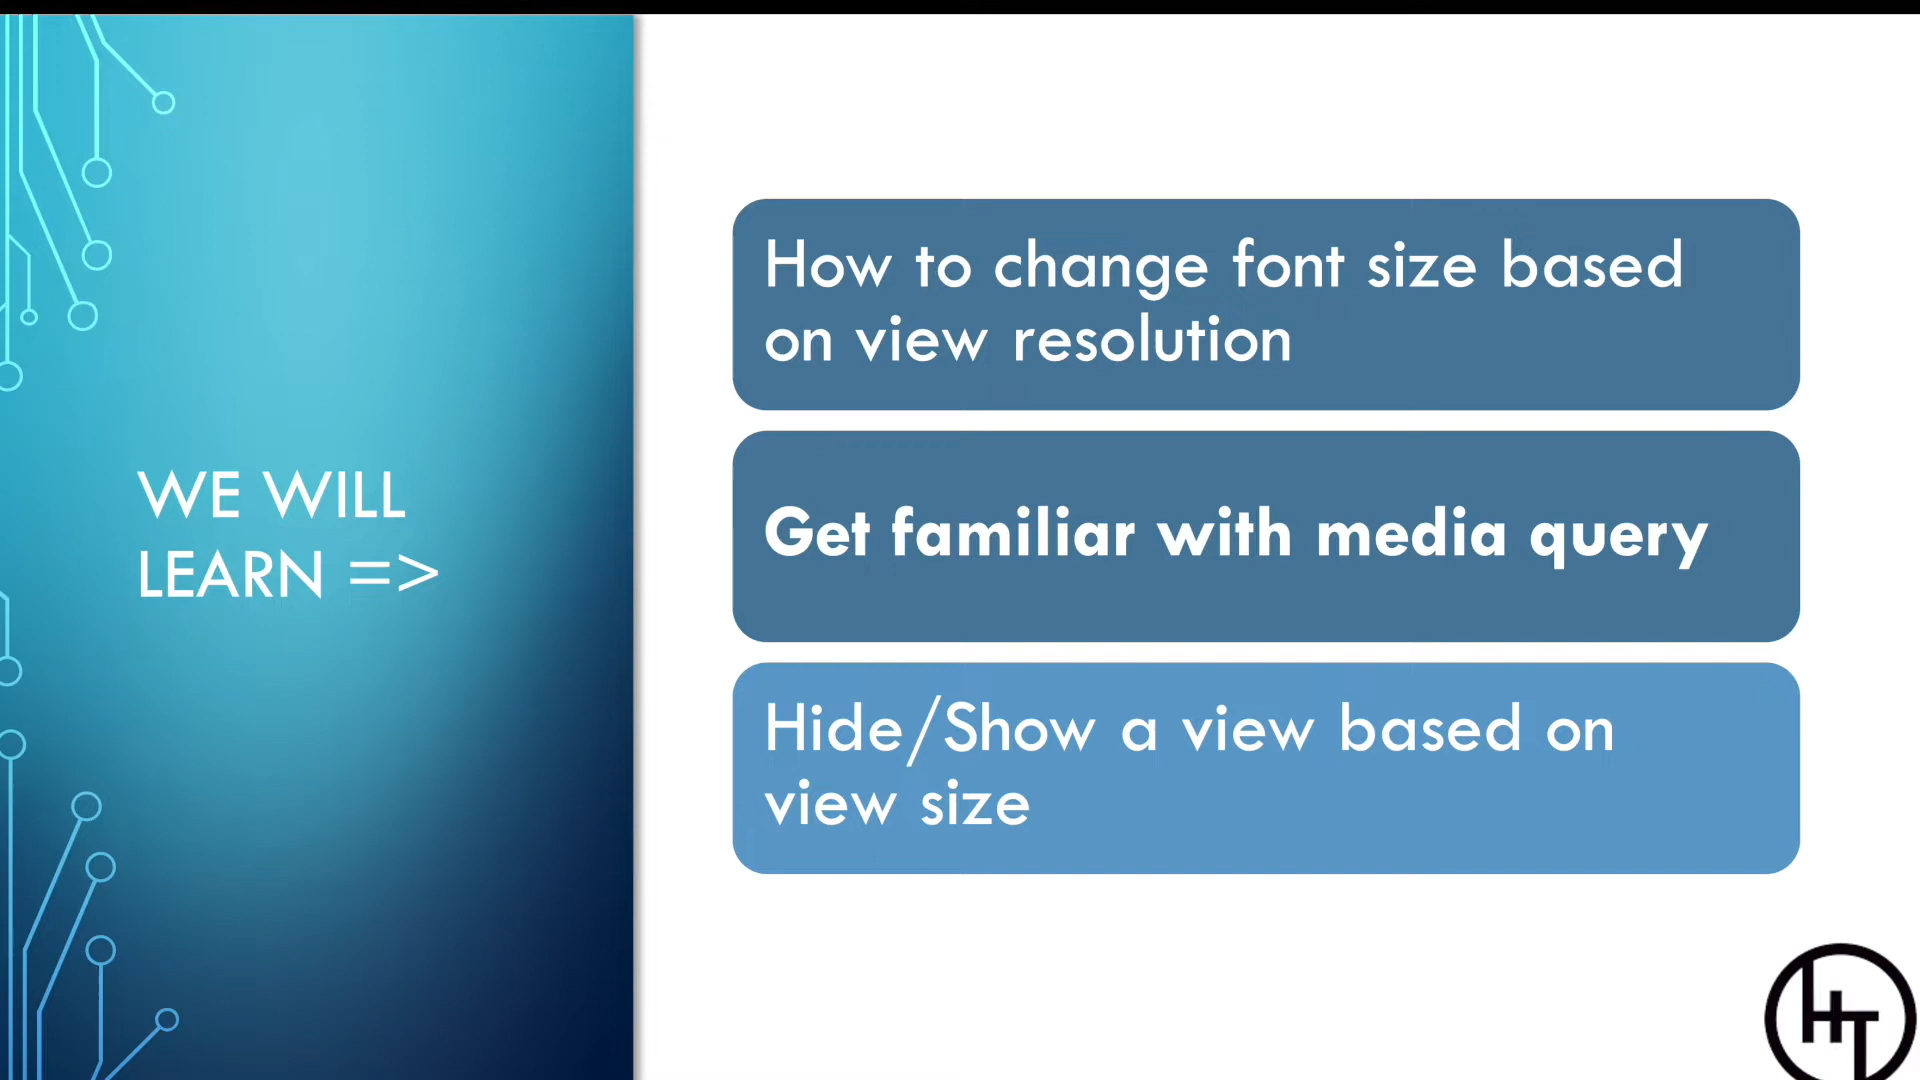 WE WILL
LEARN =>
How to change font size based
on view resolution
Get familiar with media query
Hide/Show a view based on
view size
HT